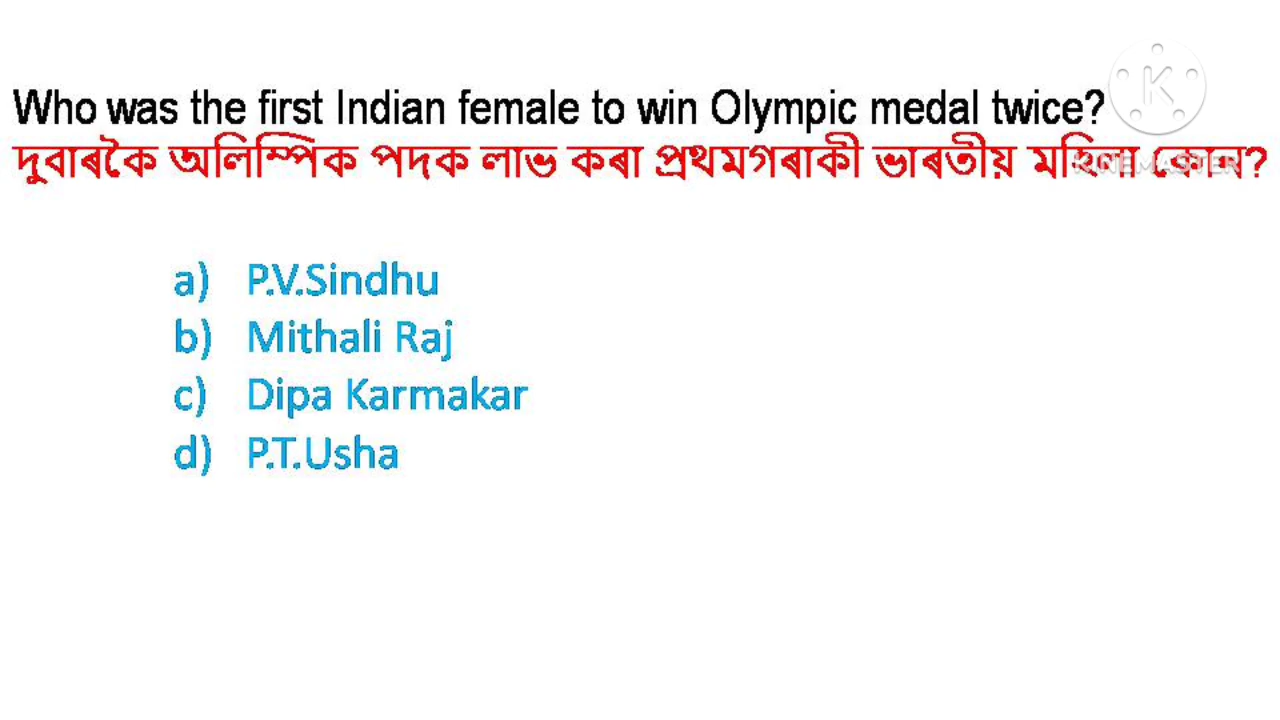 Who was the first Indian female to win Olympic medal twice?
দুবাৰকৈ অলিম্পিক পদক লাভ কৰা প্ৰথমগৰাকী ভাৰতীয় মহিলা কোন?
K
KINEMASTER
a) P.V.Sindhu
b) Mithali Raj
c) Dipa Karmakar
d) P.T.Usha